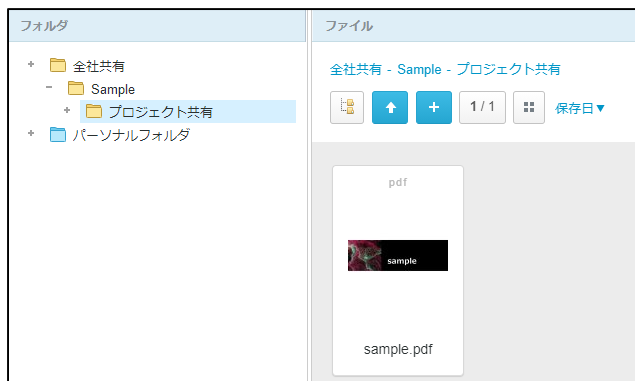 フォルダ
全社共有
Sample
プロジェクト共有
パーソナルフォルダ
ファイル
全社共有 - Sample - プロジェクト共有
1 / 1
保存日▼
pdf
sample
sample.pdf